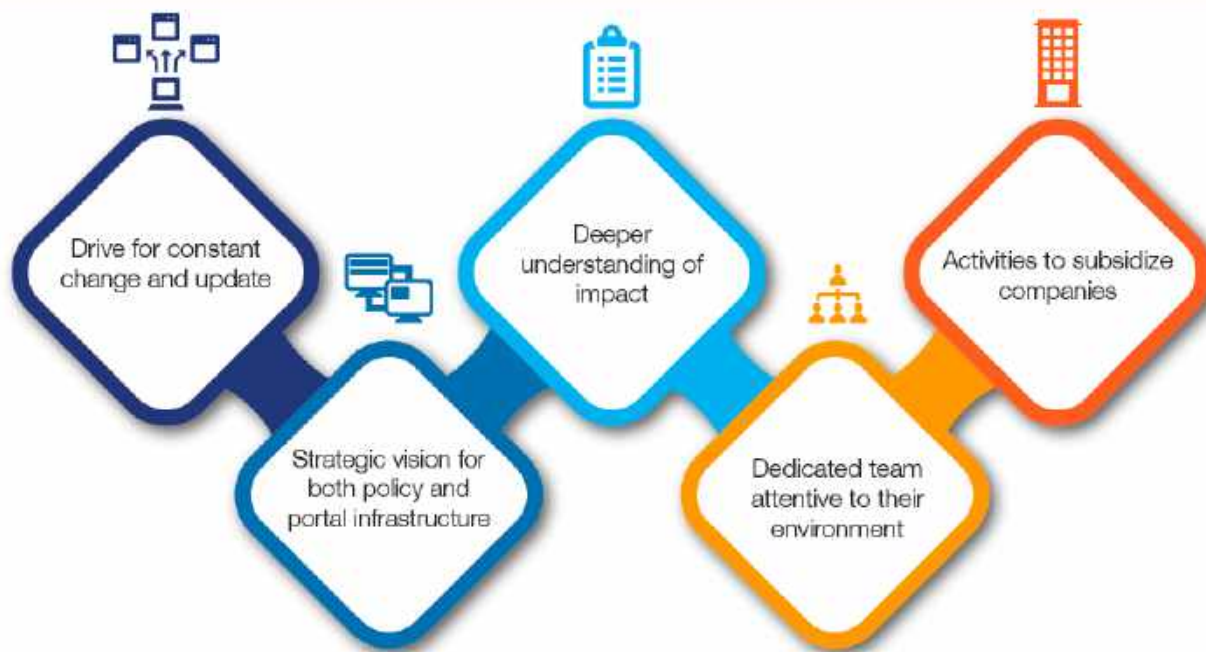 Drive for constant
change and update
Strategic vision for
both policy and
portal infrastructure
Deeper
understanding of
impact
Dedicated team
attentive to their
environment
Activities to subsidize
companies